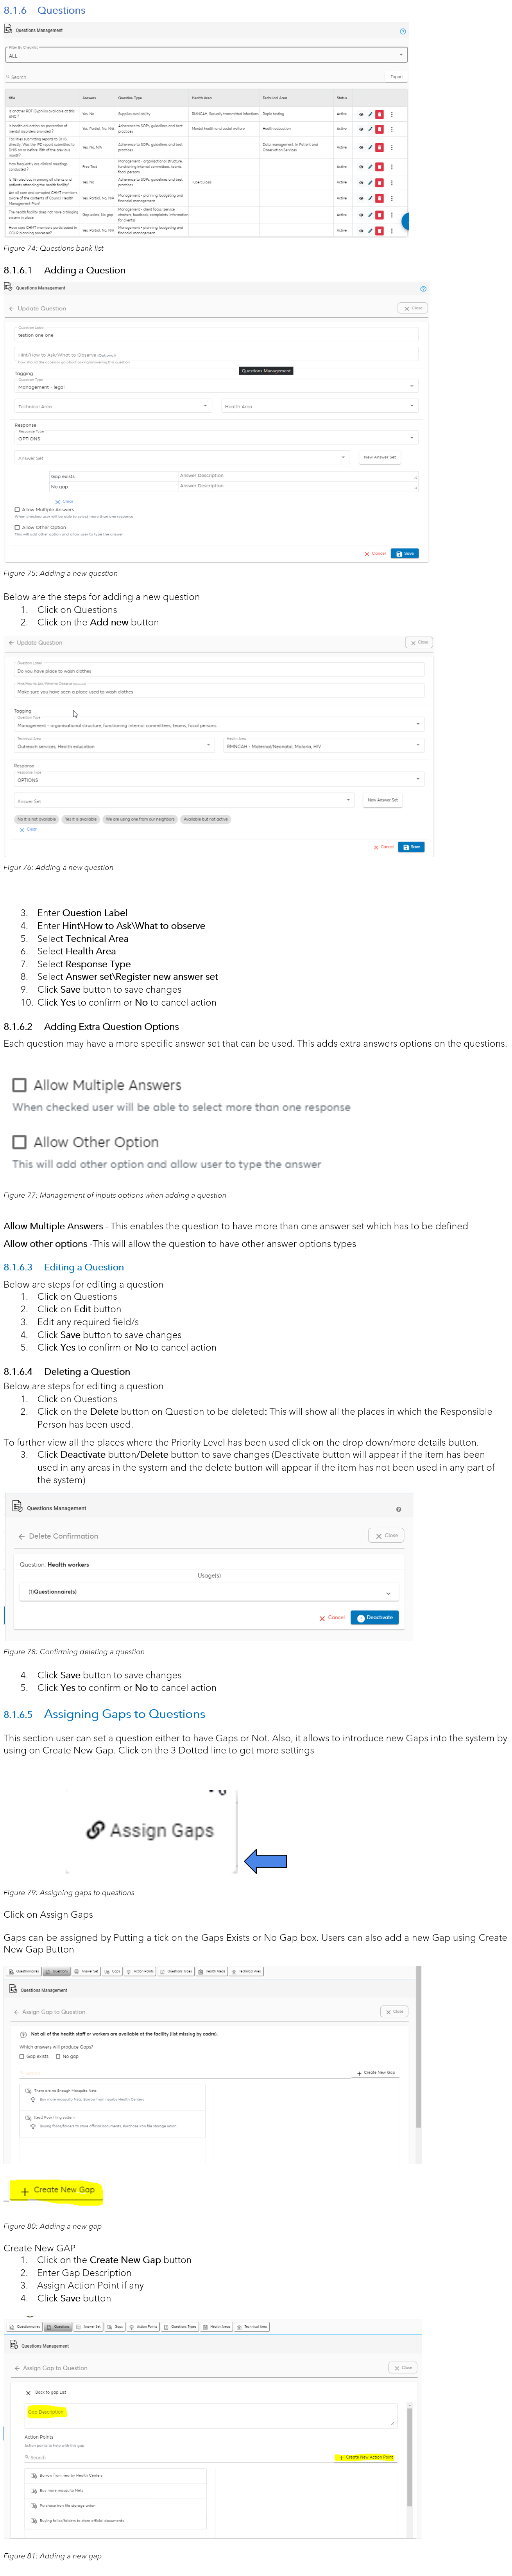 8.1.6 Questions
Questions Management
Filter By Checklist
ALL
Search
Export
Title Answers Question Type Health Area Technical Area Status
Is another RDT (Supplies) available at this ANC ? Yes, No Supplies availability RMNCAH, Sexually transmitted infections Rapid testing Active
Is health education on prevention of mental disorders provided ? Yes, Partial, No, N/A Adherence to SOPs, guidelines and best practices Mental health and social welfare Health education Active
Facilities submitting reports to DHIS directly: Was the IPD report submitted to DHIS on or before 15th of the previous month? Yes, No, N/A Adherence to SOPs, guidelines and best practices Data management, In Patient and Observation Services Active
How frequently are clinical meetings conducted ? Free Text Management - organisational structure, functioning internal committees, teams, focal persons Active
Is TB ruled out in among all clients and patients attending the health facility? Yes, No Adherence to SOPs, guidelines and best practices Tuberculosis Active
Are all core and co-opted CHMT members aware of the contents of Council Health Management Plan? Yes, Partial, No, N/A Management - planning, budgeting and financial management Active
The health facility does not have a triaging system in place. Gap exists, No gap Management - client focus (service charters, feedback, complaints, information for clients) Active
Have core CHMT members participated in CCHP planning processes? Yes, Partial, No, N/A Management - planning, budgeting and financial management Active
Figure 74: Questions bank list
8.1.6.1 Adding a Question
Questions Management
Update Question
Close
Question Label
testion one one
Hint/How to Ask/What to Observe (Optional)
How should the assessor go about asking/answering this question
Questions Management
Tagging
Question Type
Management - legal
Technical Area Health Area
Response
Response Type
OPTIONS
Answer Set
New Answer Set
Gap exists Answer Description
No gap Answer Description
Clear
Allow Multiple Answers
When checked user will be able to select more than one response
Allow Other Option
This will add other option and allow user to type the answer
Cancel Save
Figure 75: Adding a new question
Below are the steps for adding a new question
1. Click on Questions
2. Click on the Add new button
Update Question
Close
Question Label
Do you have place to wash clothes
Hint/How to Ask/What to Observe (Optional)
Make sure you have seen a place used to wash clothes
Tagging
Question Type
Management - organisational structure, functioning internal committees, teams, focal persons
Technical Area Health Area
Outreach services, Health education RMNCAH - Maternal/Neonatal, Malaria, HIV
Response
Response Type
OPTIONS
Answer Set
New Answer Set
No it is not available Yes it is available We are using one from our neighbors Available but not active
Clear
Cancel Save
Figur 76: Adding a new question
3. Enter Question Label
4. Enter Hint\How to Ask\What to observe
5. Select Technical Area
6. Select Health Area
7. Select Response Type
8. Select Answer set\Register new answer set
9. Click Save button to save changes
10. Click Yes to confirm or No to cancel action
8.1.6.2 Adding Extra Question Options
Each question may have a more specific answer set that can be used. This adds extra answers options on the questions.
Allow Multiple Answers
When checked user will be able to select more than one response
Allow Other Option
This will add other option and allow user to type the answer
Figure 77: Management of inputs options when adding a question
Allow Multiple Answers - This enables the question to have more than one answer set which has to be defined
Allow other options -This will allow the question to have other answer options types
8.1.6.3 Editing a Question
Below are steps for editing a question
1. Click on Questions
2. Click on Edit button
3. Edit any required field/s
4. Click Save button to save changes
5. Click Yes to confirm or No to cancel action
8.1.6.4 Deleting a Question
Below are steps for editing a question
1. Click on Questions
2. Click on the Delete button on Question to be deleted: This will show all the places in which the Responsible
Person has been used.
To further view all the places where the Priority Level has been used click on the drop down/more details button.
3. Click Deactivate button/Delete button to save changes (Deactivate button will appear if the item has been
used in any areas in the system and the delete button will appear if the item has not been used in any part of
the system)
Questions Management
Delete Confirmation
Close
Question: Health workers
Usage(s)
(1)Questionnaire(s)
Cancel Deactivate
Figure 78: Confirming deleting a question
4. Click Save button to save changes
5. Click Yes to confirm or No to cancel action
8.1.6.5 Assigning Gaps to Questions
This section user can set a question either to have Gaps or Not. Also, it allows to introduce new Gaps into the system by
using on Create New Gap. Click on the 3 Dotted line to get more settings
Assign Gaps
Figure 79: Assigning gaps to questions
Click on Assign Gaps
Gaps can be assigned by Putting a tick on the Gaps Exists or No Gap box. Users can also add a new Gap using Create
New Gap Button
Questionnaires Questions Answer Set Gaps Action Points Questions Types Health Areas Technical Area
Questions Management
Assign Gap to Question
Close
Not all of the health staff or workers are available at the facility (list missing by cadre).
Which answers will produce Gaps?
Gap exists No gap
Create New Gap
There are no Enough Mosquito Nets
Buy more mosquito Nets, Borrow from nearby Health Centers
[test] Poor filing system
Buying follos/folders to store official documents, Purchase iron file storage union
Create New Gap
Figure 80: Adding a new gap
Create New GAP
1. Click on the Create New Gap button
2. Enter Gap Description
3. Assign Action Point if any
4. Click Save button
Questionnaires Questions Answer Set Gaps Action Points Questions Types Health Areas Technical Area
Questions Management
Assign Gap to Question
Close
Back to gap List
Gap Description
Action Points
Action points to help with this gap
Search
Create New Action Point
Borrow from nearby Health Centers
Buy more mosquito Nets
Purchase iron file storage union
Buying follos/folders to store official documents
Figure 81: Adding a new gap